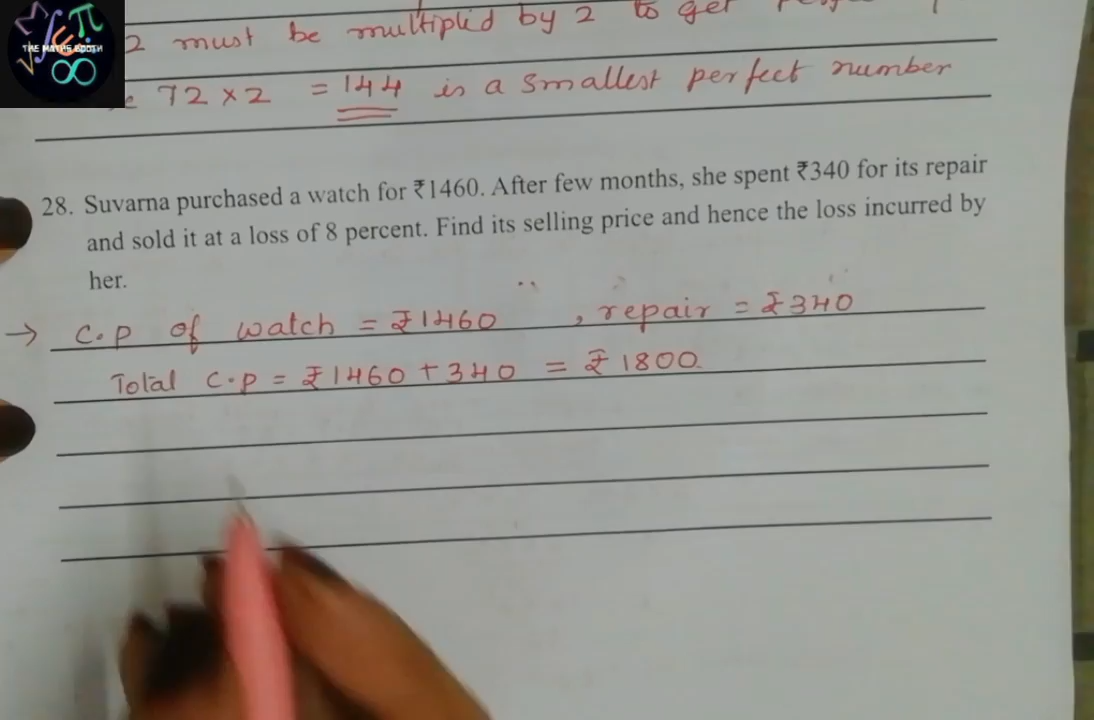 2 must be multiplied by 2 to get
72 × 2 = 144 is a smallest perfect number
THE MATHS BOOTH
28. Suvarna purchased a watch for ₹1460. After few months, she spent ₹340 for its repair
and sold it at a loss of 8 percent. Find its selling price and hence the loss incurred by
her.
→ C.P of watch = ₹1460 , repair = ₹340
Total C.P = ₹1460 + 340 = ₹1800.